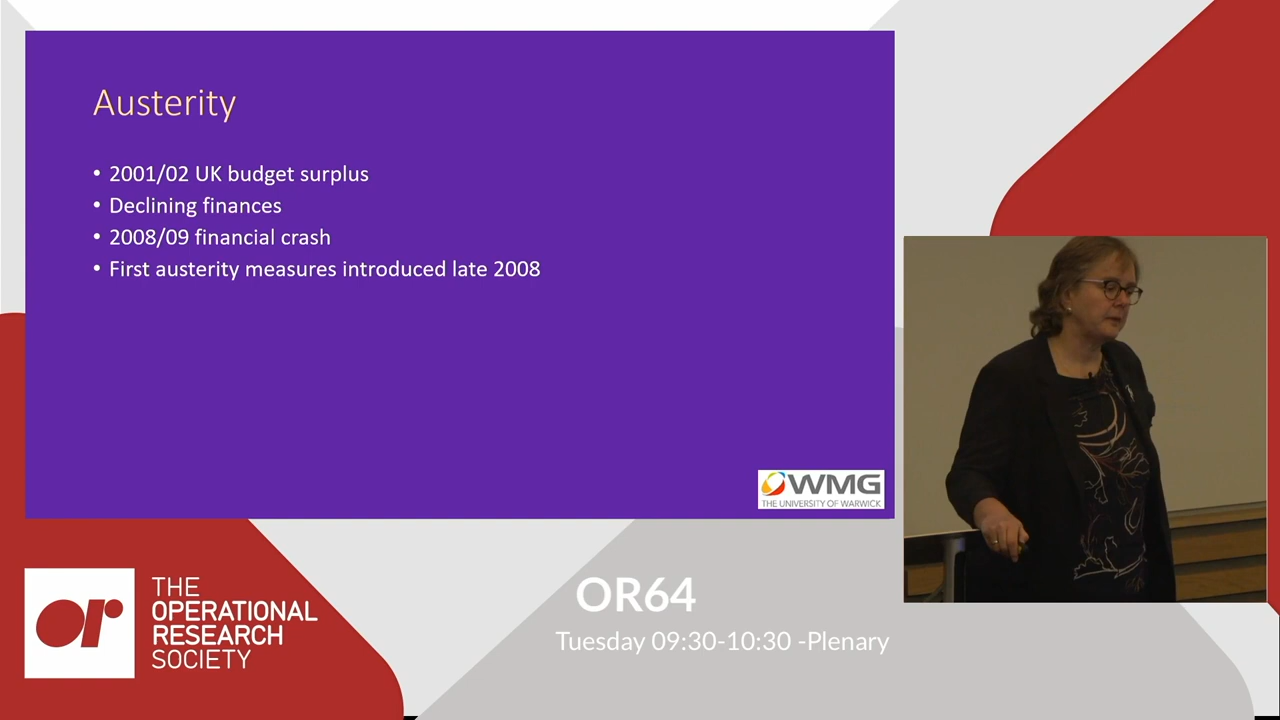 Austerity
• 2001/02 UK budget surplus
• Declining finances
• 2008/09 financial crash
• First austerity measures introduced late 2008
WMG
THE UNIVERSITY OF WARWICK
or
THE
OPERATIONAL
RESEARCH
SOCIETY
OR64
Tuesday 09:30-10:30 -Plenary